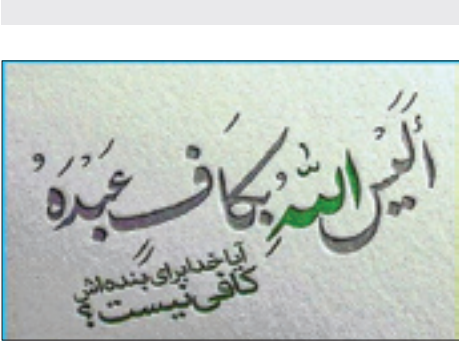 أَلَيْسَ اللَّهُ بِكَافٍ عَبْدَهُ
آیا خدا برای بنده‌اش
کافی نیست؟